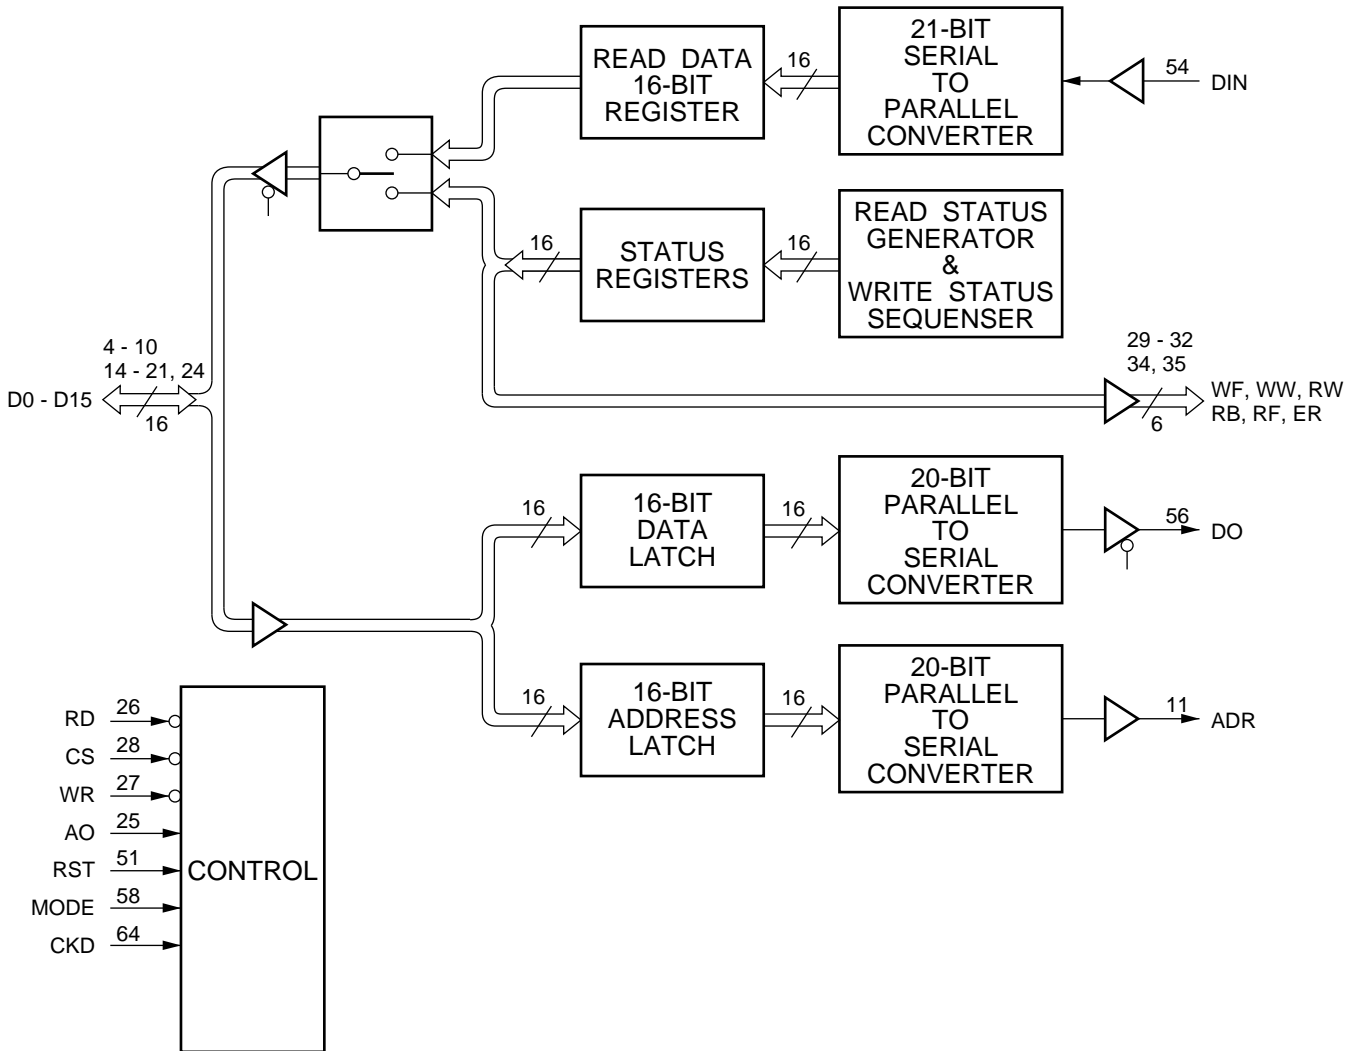 READ DATA
16-BIT
REGISTER
16
21-BIT
SERIAL
TO
PARALLEL
CONVERTER
54
DIN
16
STATUS
REGISTERS
16
READ STATUS
GENERATOR
&
WRITE STATUS
SEQUENSER
4 - 10
14 - 21, 24
D0 - D15
16
29 - 32
34, 35
6
WF, WW, RW
RB, RF, ER
16
16-BIT
DATA
LATCH
16
20-BIT
PARALLEL
TO
SERIAL
CONVERTER
56
DO
16
16-BIT
ADDRESS
LATCH
16
20-BIT
PARALLEL
TO
SERIAL
CONVERTER
11
ADR
RD 26
CS 28
WR 27
AO 25
RST 51
MODE 58
CKD 64
CONTROL